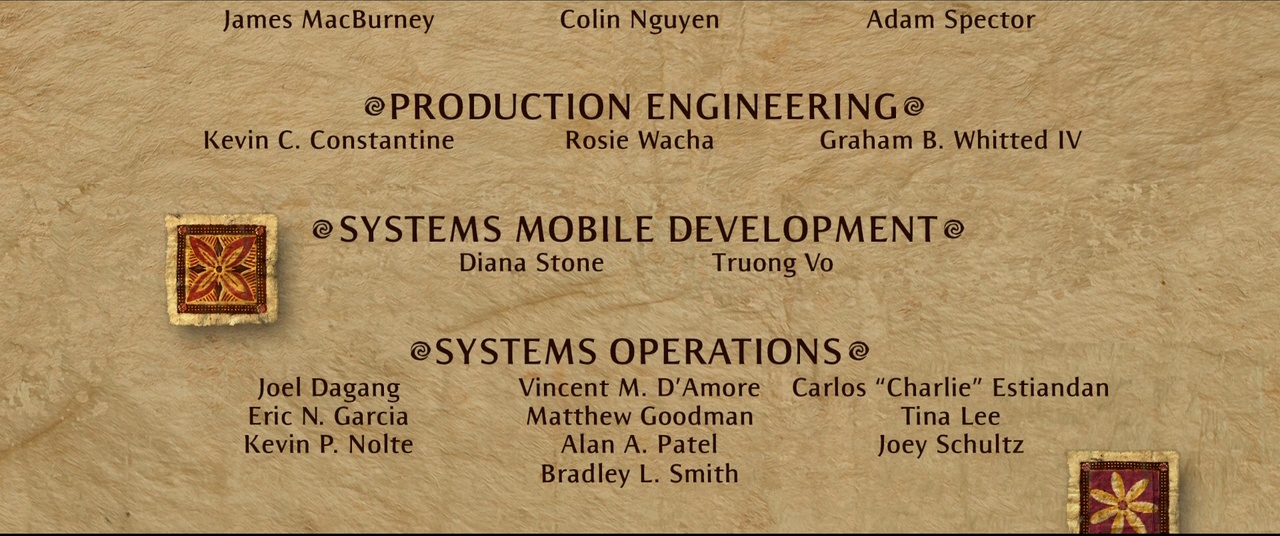 James MacBurney Colin Nguyen Adam Spector
PRODUCTION ENGINEERING
Kevin C. Constantine Rosie Wacha Graham B. Whitted IV
SYSTEMS MOBILE DEVELOPMENT
Diana Stone Truong Vo
SYSTEMS OPERATIONS
Joel Dagang Vincent M. D’Amore Carlos “Charlie” Estiandan
Eric N. Garcia Matthew Goodman Tina Lee
Kevin P. Nolte Alan A. Patel Joey Schultz
Bradley L. Smith